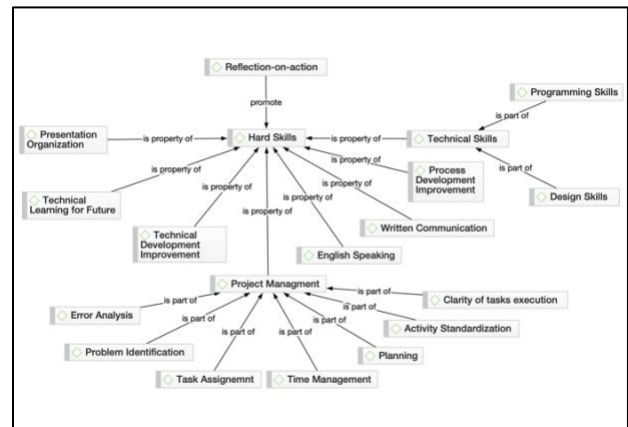 Reflection-on-action
Programming Skills
promote
is part of
Presentation
Organization
is property of
Hard Skills
is property of
Technical Skills
is property of
is property of
is part of
Process
Development
Improvement
is property of
is property of
Technical
Learning for Future
is property of
Design Skills
is property of
Written Communication
Technical
Development
Improvement
English Speaking
Project Managment
is part of
Clarity of tasks execution
Error Analysis
is part of
is part of
Activity Standardization
is part of
is part of
is part of
is part of
Problem Identification
Planning
Task Assignemnt
Time Management